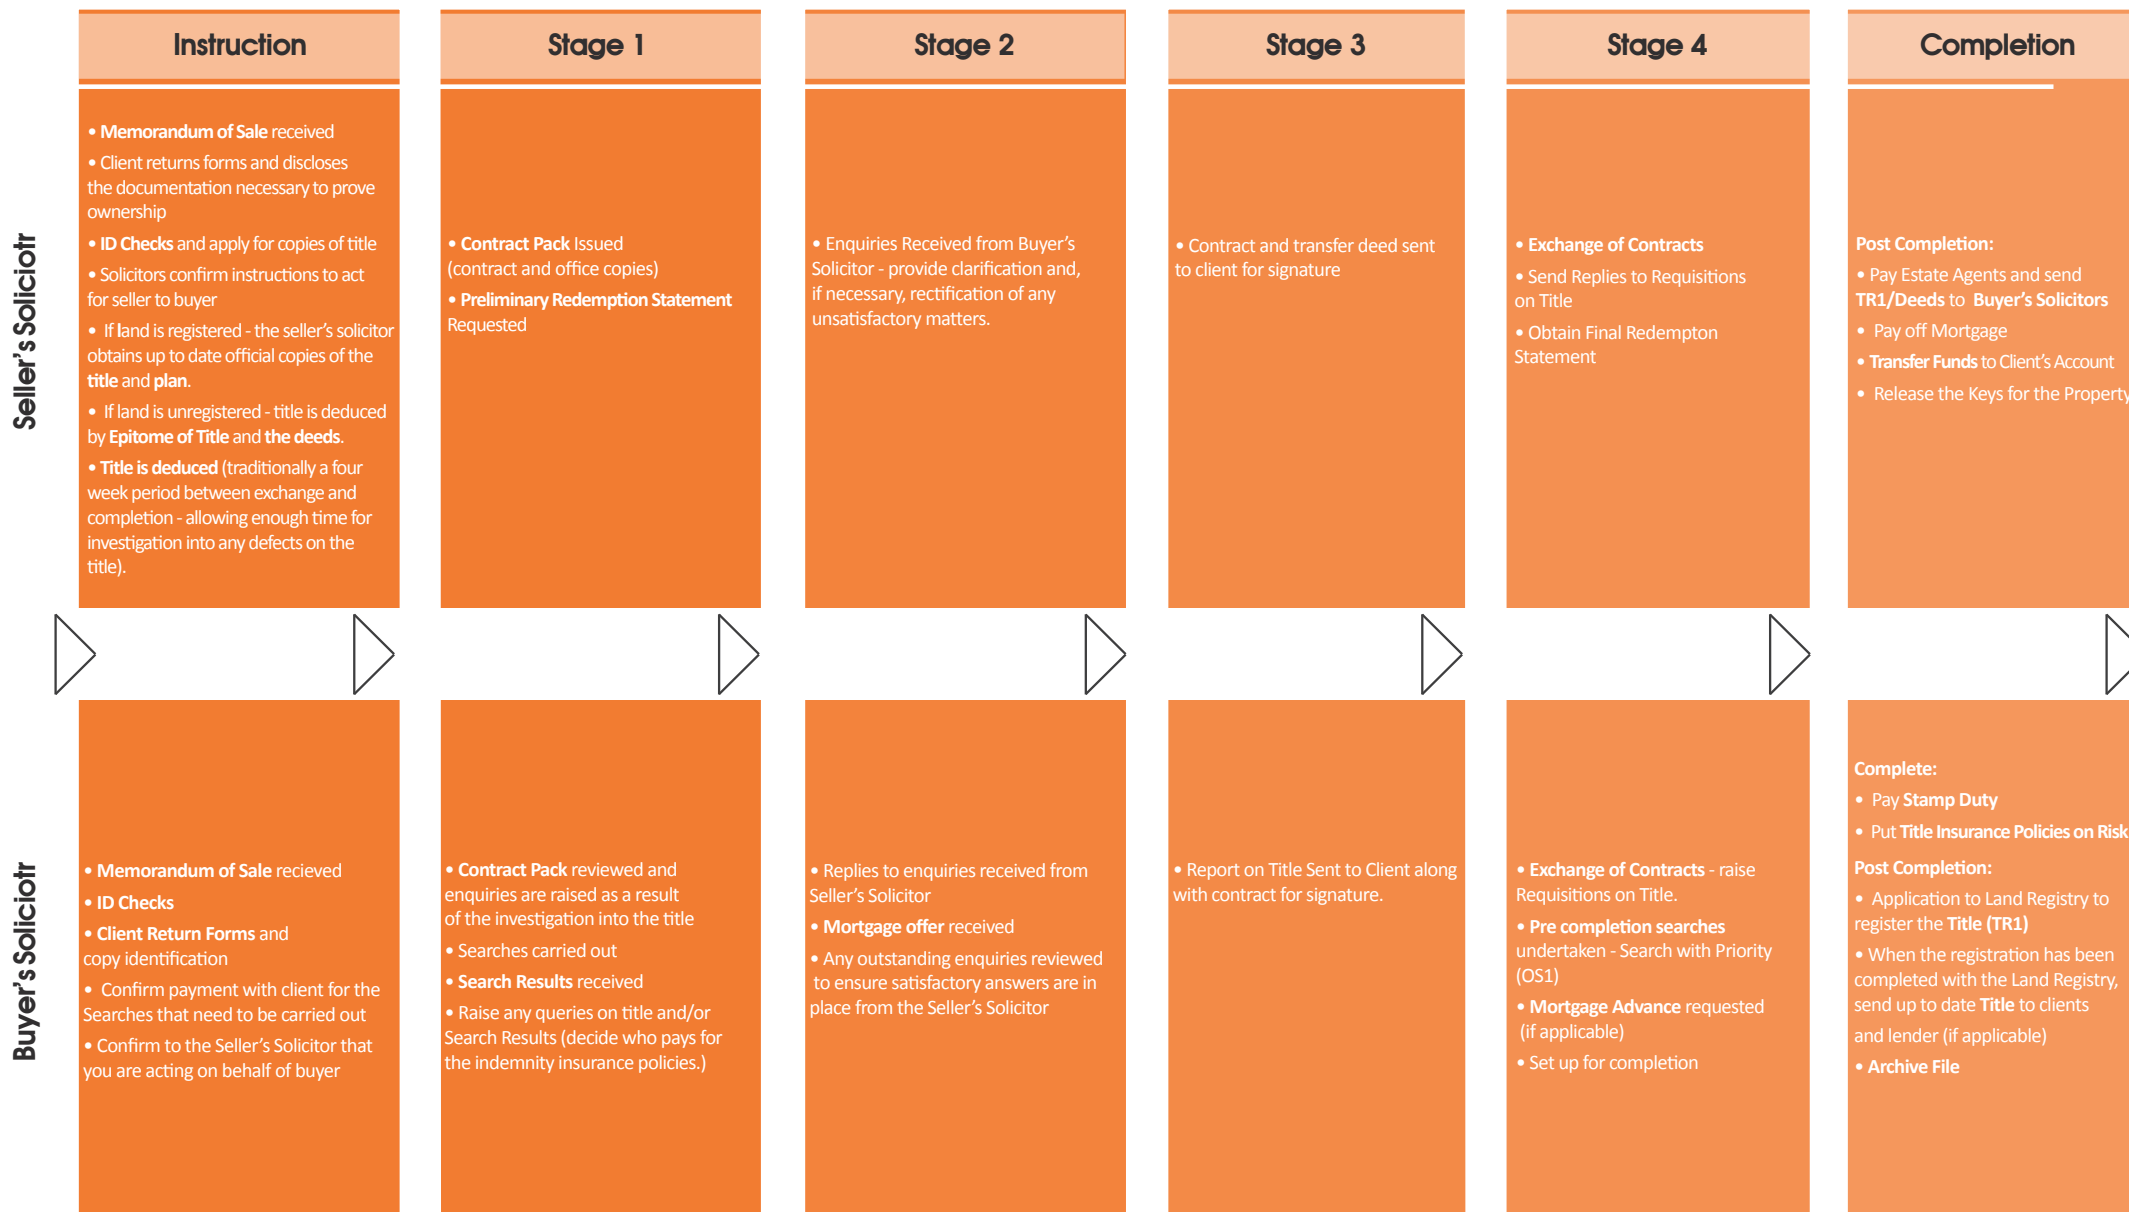 Instruction
Stage 1
Stage 2
Stage 3
Stage 4
Completion
Seller's Soliciotr
• Memorandum of Sale received
• Client returns forms and discloses
the documentation necessary to prove
ownership
• ID Checks and apply for copies of title
• Solicitors confirm instructions to act
for seller to buyer
• If land is registered - the seller's solicitor
obtains up to date official copies of the
title and plan.
• If land is unregistered - title is deduced
by Epitome of Title and the deeds.
• Title is deduced (traditionally a four
week period between exchange and
completion - allowing enough time for
investigation into any defects on the
title).
• Contract Pack Issued
(contract and office copies)
• Preliminary Redemption Statement
Requested
• Enquiries Received from Buyer's
Solicitor - provide clarification and,
if necessary, rectification of any
unsatisfactory matters.
• Contract and transfer deed sent
to client for signature
• Exchange of Contracts
• Send Replies to Requisitions
on Title
• Obtain Final Redempton
Statement
Post Completion:
• Pay Estate Agents and send
TR1/Deeds to Buyer's Solicitors
• Pay off Mortgage
• Transfer Funds to Client's Account
• Release the Keys for the Property
Buyer's Soliciotr
• Memorandum of Sale recieved
• ID Checks
• Client Return Forms and
copy identification
• Confirm payment with client for the
Searches that need to be carried out
• Confirm to the Seller's Solicitor that
you are acting on behalf of buyer
• Contract Pack reviewed and
enquiries are raised as a result
of the investigation into the title
• Searches carried out
• Search Results received
• Raise any queries on title and/or
Search Results (decide who pays for
the indemnity insurance policies.)
• Replies to enquiries received from
Seller's Solicitor
• Mortgage offer received
• Any outstanding enquiries reviewed
to ensure satisfactory answers are in
place from the Seller's Solicitor
• Report on Title Sent to Client along
with contract for signature.
• Exchange of Contracts - raise
Requisitions on Title.
• Pre completion searches
undertaken - Search with Priority
(OS1)
• Mortgage Advance requested
(if applicable)
• Set up for completion
Complete:
• Pay Stamp Duty
• Put Title Insurance Policies on Risk
Post Completion:
• Application to Land Registry to
register the Title (TR1)
• When the registration has been
completed with the Land Registry,
send up to date Title to clients
and lender (if applicable)
• Archive File